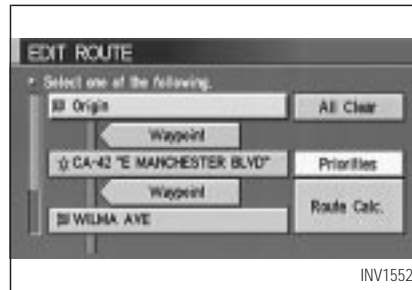 EDIT ROUTE
Select one of the following.
Origin
All Clear
Waypoint
CA-42 "E MANCHESTER BLVD"
Priorities
Waypoint
Route Calc.
WILMA AVE
INV1552